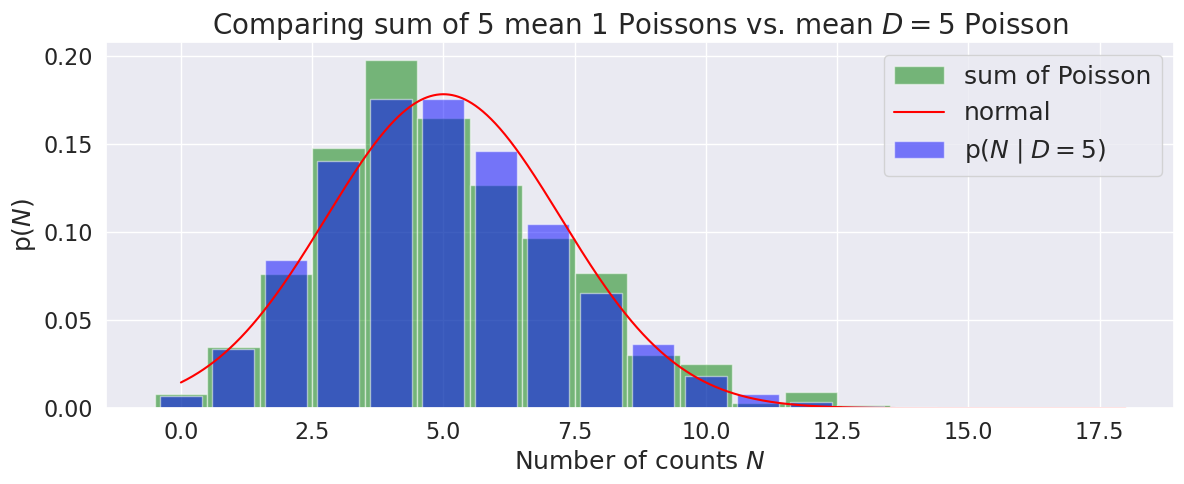 Comparing sum of 5 mean 1 Poissons vs. mean D = 5 Poisson
0.20
0.15
0.10
0.05
0.00
p(N)
sum of Poisson
normal
p(N | D = 5)
0.0 2.5 5.0 7.5 10.0 12.5 15.0 17.5
Number of counts N